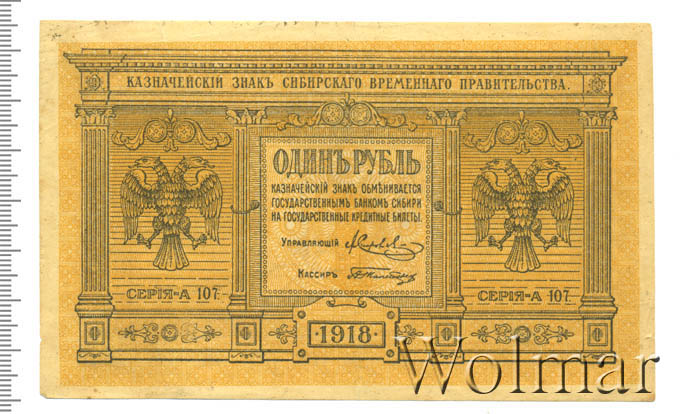 КАЗНАЧЕЙСКІЙ ЗНАКЪ СИБИРСКАГО ВРЕМЕННАГО ПРАВИТЕЛЬСТВА.
ОДИНЪ РУБЛЬ
КАЗНАЧЕЙСКІЙ ЗНАКЪ ОБМѢНИВАЕТСЯ
ГОСУДАРСТВЕННЫМЪ БАНКОМЪ СИБИРИ
НА ГОСУДАРСТВЕННЫЕ КРЕДИТНЫЕ БИЛЕТЫ.
УПРАВЛЯЮЩІЙ
КАССИРЪ
СЕРІЯ-А 107.
СЕРІЯ-А 107.
·1918·
Wolmar